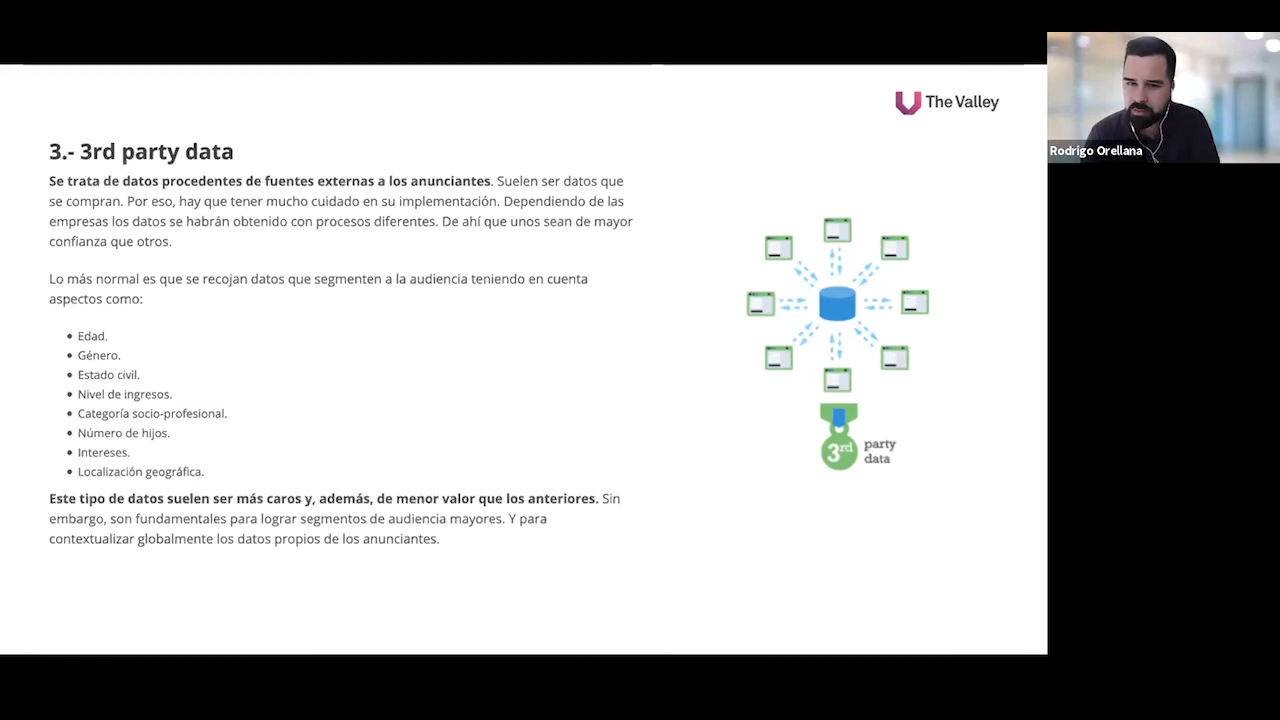 The Valley
Rodrigo Orellana
3.- 3rd party data
Se trata de datos procedentes de fuentes externas a los anunciantes. Suelen ser datos que
se compran. Por eso, hay que tener mucho cuidado en su implementación. Dependiendo de las
empresas los datos se habrán obtenido con procesos diferentes. De ahí que unos sean de mayor
confianza que otros.
Lo más normal es que se recojan datos que segmenten a la audiencia teniendo en cuenta
aspectos como:
• Edad.
• Género.
• Estado civil.
• Nivel de ingresos.
• Categoría socio-profesional.
• Número de hijos.
• Intereses.
• Localización geográfica.
Este tipo de datos suelen ser más caros y, además, de menor valor que los anteriores. Sin
embargo, son fundamentales para lograr segmentos de audiencia mayores. Y para
contextualizar globalmente los datos propios de los anunciantes.
3rd party
data